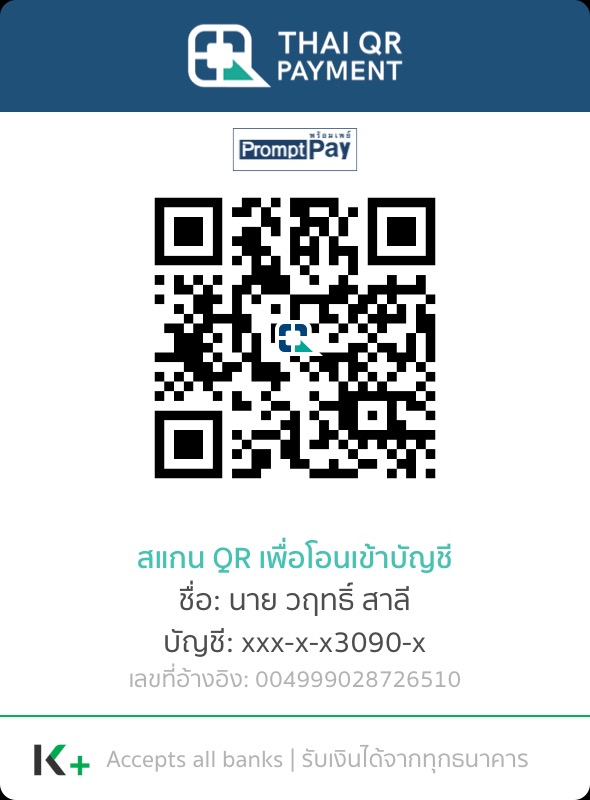 THAI QR
PAYMENT
พร้อมเพย์
PromptPay
สแกน QR เพื่อโอนเข้าบัญชี
ชื่อ: นาย วฤทธิ์ สาลี
บัญชี: xxx-x-x3090-x
เลขที่อ้างอิง: 004999028726510
K+ Accepts all banks | รับเงินได้จากทุกธนาคาร